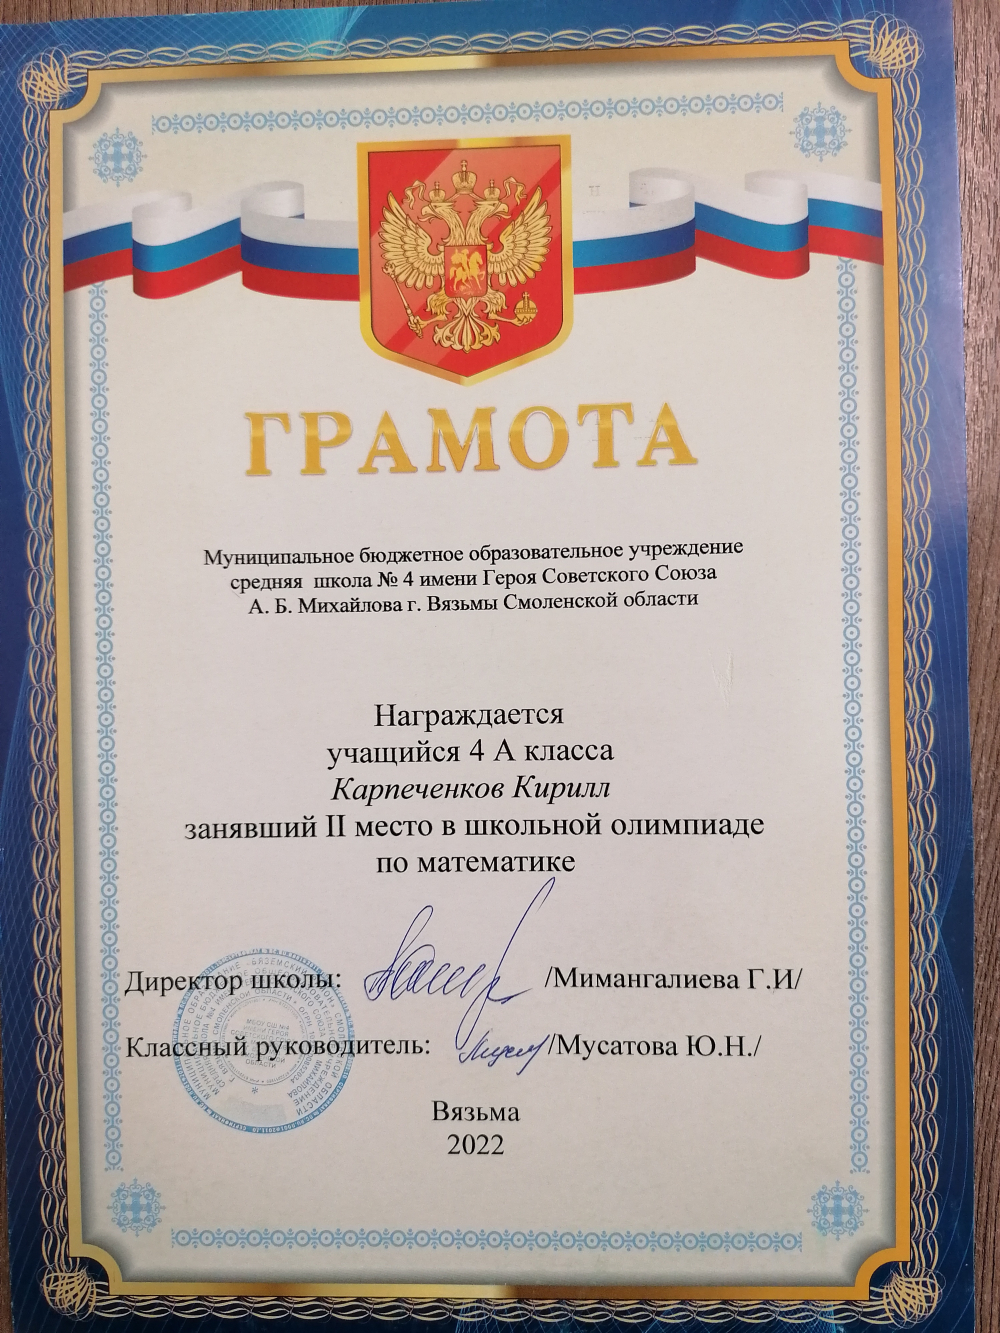 ГРАМОТА
Муниципальное бюджетное образовательное учреждение
средняя школа № 4 имени Героя Советского Союза
А. Б. Михайлова г. Вязьмы Смоленской области
Награждается
учащийся 4 А класса
Карпеченков Кирилл
занявший II место в школьной олимпиаде
по математике
Директор школы: /Мимангалиева Г.И/
Классный руководитель: /Мусатова Ю.Н./
Вязьма
2022